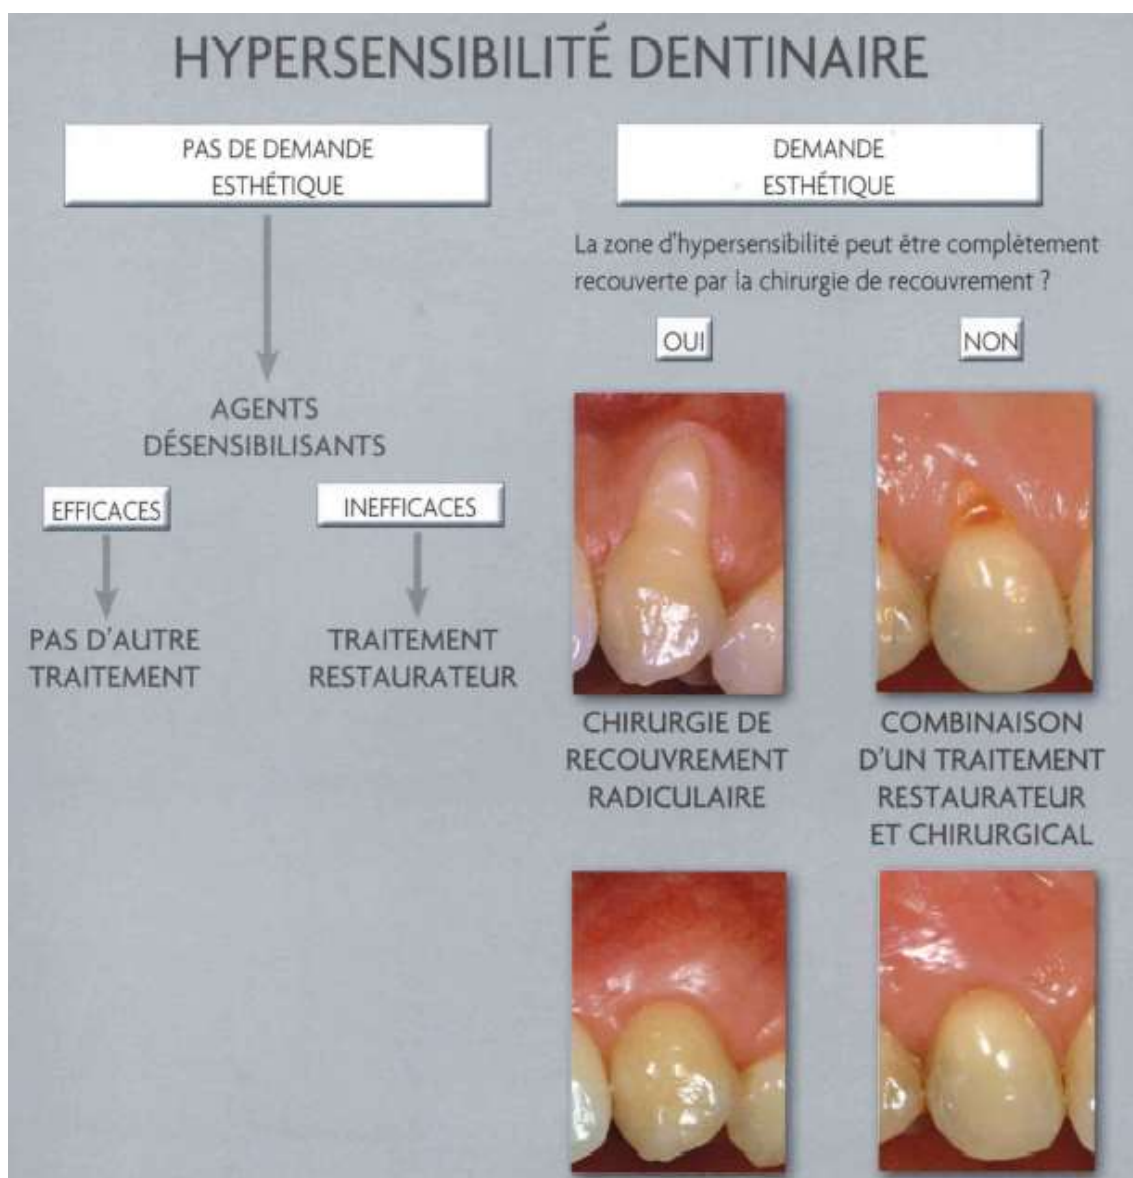 HYPERSENSIBILITÉ DENTINAIRE
PAS DE DEMANDE
ESTHÉTIQUE
AGENTS
DÉSENSIBILISANTS
EFFICACES
INEFFICACES
PAS D'AUTRE
TRAITEMENT
TRAITEMENT
RESTAURATEUR
DEMANDE
ESTHÉTIQUE
La zone d'hypersensibilité peut être complètement
recouverte par la chirurgie de recouvrement ?
OUI
NON
CHIRURGIE DE
RECOUVREMENT
RADICULAIRE
COMBINAISON
D'UN TRAITEMENT
RESTAURATEUR
ET CHIRURGICAL